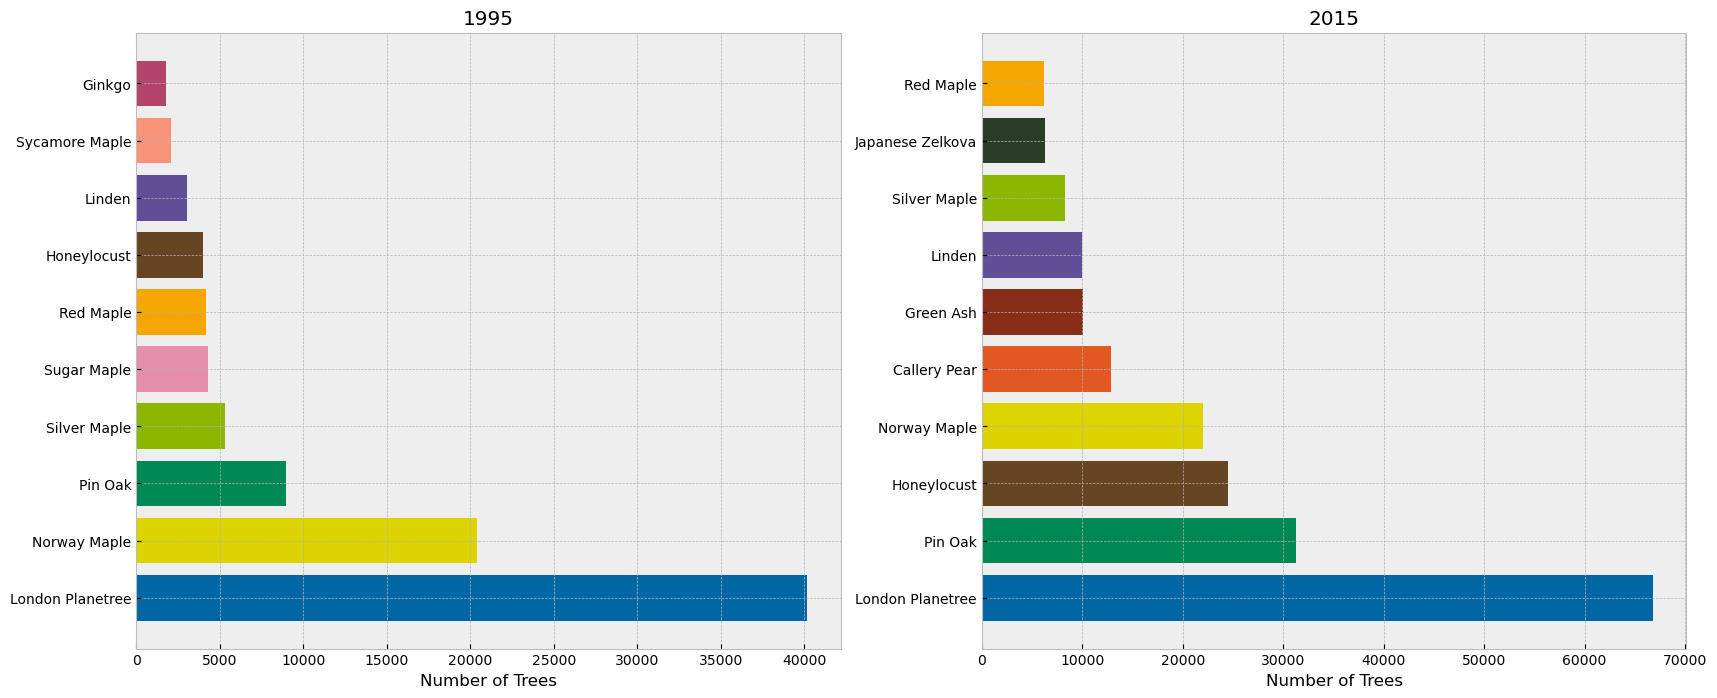 1995
Ginkgo
Sycamore Maple
Linden
Honeylocust
Red Maple
Sugar Maple
Silver Maple
Pin Oak
Norway Maple
London Planetree
0 5000 10000 15000 20000 25000 30000 35000 40000
Number of Trees
2015
Red Maple
Japanese Zelkova
Silver Maple
Linden
Green Ash
Callery Pear
Norway Maple
Honeylocust
Pin Oak
London Planetree
0 10000 20000 30000 40000 50000 60000 70000
Number of Trees